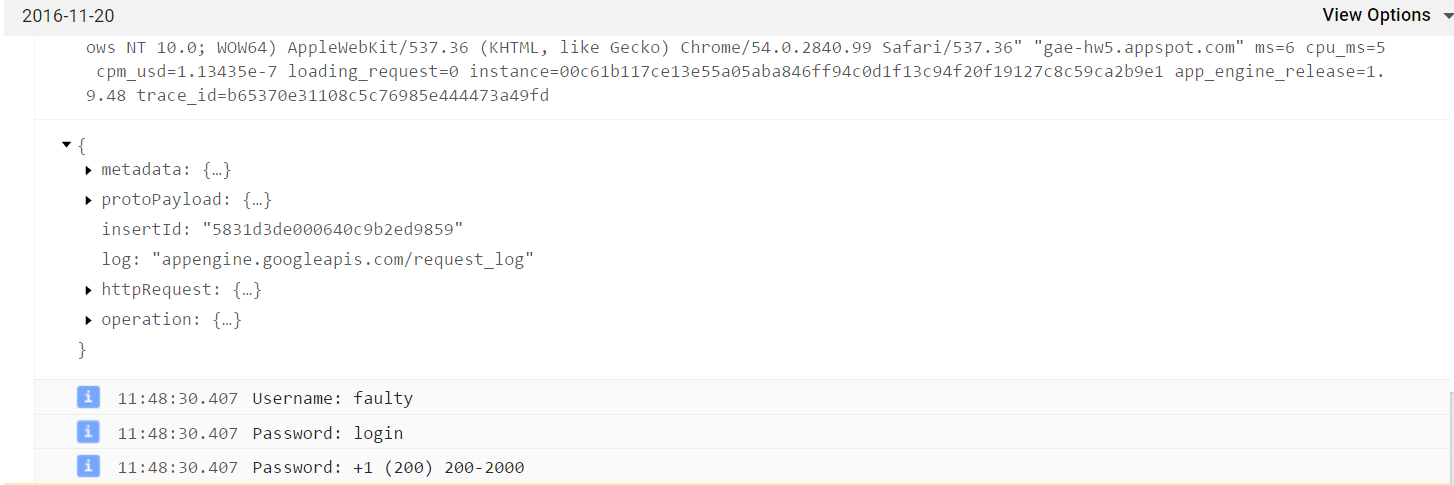 2016-11-20 View Options
ows NT 10.0; WOW64) AppleWebKit/537.36 (KHTML, like Gecko) Chrome/54.0.2840.99 Safari/537.36" "gae-hw5.appspot.com" ms=6 cpu_ms=5
cpm_usd=1.13435e-7 loading_request=0 instance=00c61b117ce13e55a05aba846ff94c0d1f13c94f20f19127c8c59ca2b9e1 app_engine_release=1.
9.48 trace_id=b65370e31108c5c76985e444473a49fd
{
metadata: {…}
protoPayload: {…}
insertId: "5831d3de000640c9b2ed9859"
log: "appengine.googleapis.com/request_log"
httpRequest: {…}
operation: {…}
}
i 11:48:30.407 Username: faulty
i 11:48:30.407 Password: login
i 11:48:30.407 Password: +1 (200) 200-2000